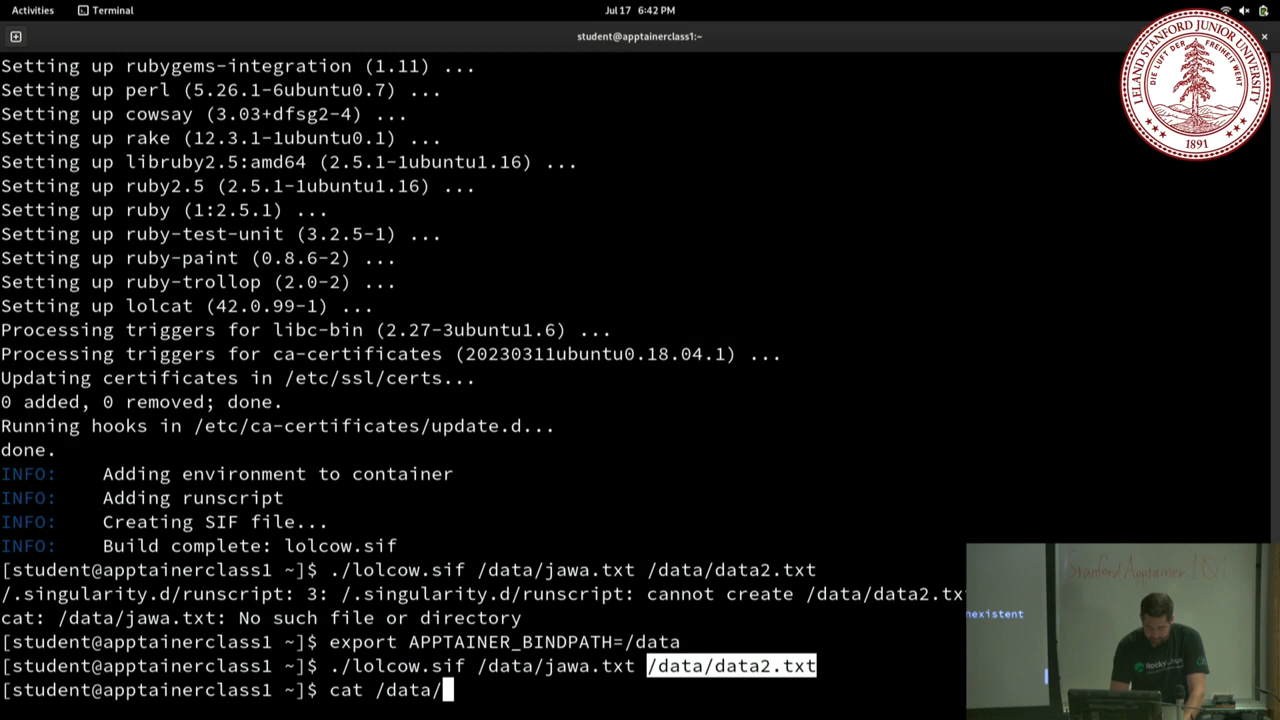 Activities Terminal Jul 17 6:42 PM
student@apptainerclass1:~
Setting up rubygems-integration (1.11) ...
Setting up perl (5.26.1-6ubuntu0.7) ...
Setting up cowsay (3.03+dfsg2-4) ...
Setting up rake (12.3.1-1ubuntu0.1) ...
Setting up libruby2.5:amd64 (2.5.1-1ubuntu1.16) ...
Setting up ruby2.5 (2.5.1-1ubuntu1.16) ...
Setting up ruby (1:2.5.1) ...
Setting up ruby-test-unit (3.2.5-1) ...
Setting up ruby-paint (0.8.6-2) ...
Setting up ruby-trollop (2.0-2) ...
Setting up lolcat (42.0.99-1) ...
Processing triggers for libc-bin (2.27-3ubuntu1.6) ...
Processing triggers for ca-certificates (20230311ubuntu0.18.04.1) ...
Updating certificates in /etc/ssl/certs...
0 added, 0 removed; done.
Running hooks in /etc/ca-certificates/update.d...
done.
INFO: Adding environment to container
INFO: Adding runscript
INFO: Creating SIF file...
INFO: Build complete: lolcow.sif
[student@apptainerclass1 ~]$ ./lolcow.sif /data/jawa.txt /data/data2.txt
/.singularity.d/runscript: 3: /.singularity.d/runscript: cannot create /data/data2.tx
cat: /data/jawa.txt: No such file or directory
[student@apptainerclass1 ~]$ export APPTAINER_BINDPATH=/data
[student@apptainerclass1 ~]$ ./lolcow.sif /data/jawa.txt /data/data2.txt
[student@apptainerclass1 ~]$ cat /data/
LELAND STANFORD JUNIOR UNIVERSITY
DIE LUFT DER FREIHEIT WEHT
1891
Stanford Apptainer
nexistent